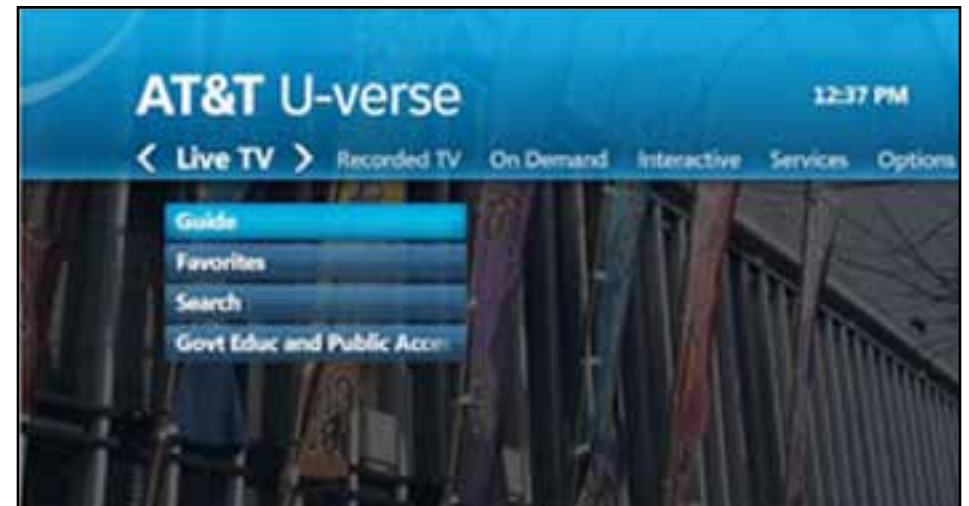 AT&T U-verse
12:37 PM
< Live TV > Recorded TV On Demand Interactive Services Options
Guide
Favorites
Search
Govt Educ and Public Acce